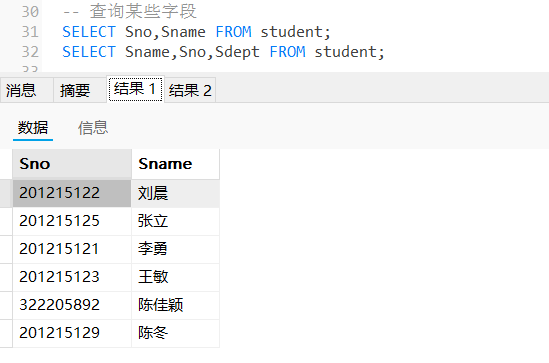 30 -- 查询某些字段
31 SELECT Sno,Sname FROM student;
32 SELECT Sname,Sno,Sdept FROM student;
33
消息 摘要 结果 1 结果 2
数据 信息
Sno Sname
201215122 刘晨
201215125 张立
201215121 李勇
201215123 王敏
322205892 陈佳颖
201215129 陈冬